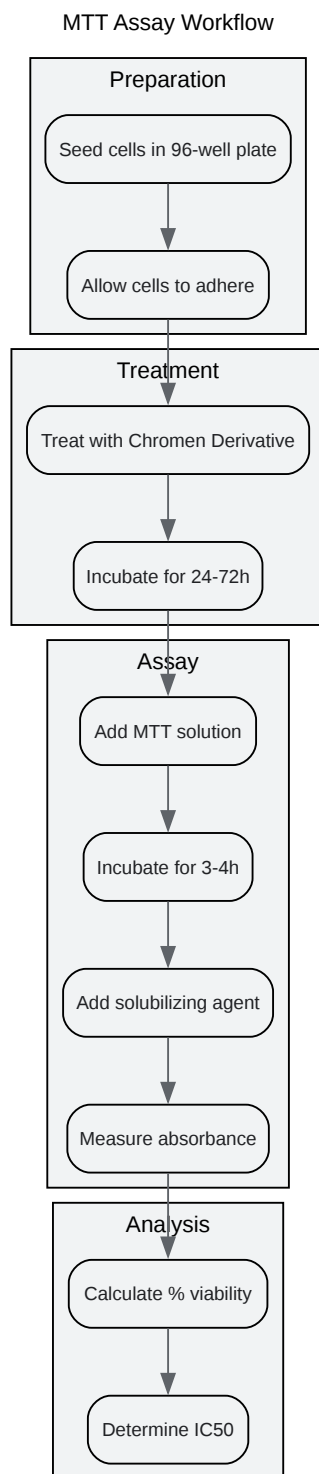 MTT Assay Workflow
Preparation
Seed cells in 96-well plate
Allow cells to adhere
Treatment
Treat with Chromen Derivative
Incubate for 24-72h
Assay
Add MTT solution
Incubate for 3-4h
Add solubilizing agent
Measure absorbance
Analysis
Calculate % viability
Determine IC50